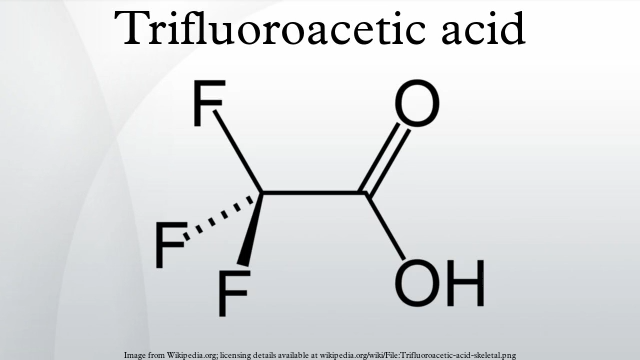 Trifluoroacetic acid
F
O
F
F
OH
Image from Wikipedia.org; licensing details available at wikipedia.org/wiki/File:Trifluoroacetic-acid-skeletal.png